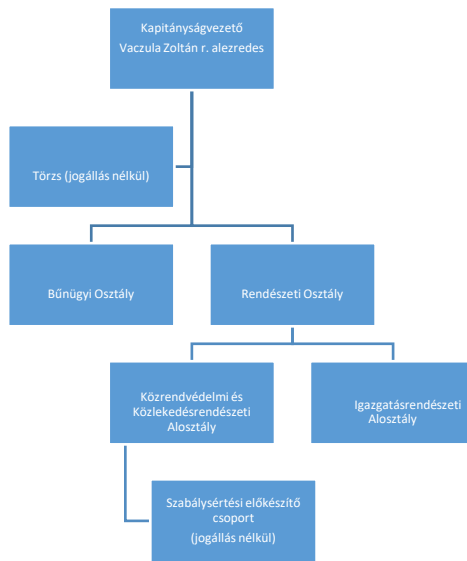 Kapitányságvezető
Vaczula Zoltán r. alezredes
Törzs (jogállás nélkül)
Bűnügyi Osztály
Rendészeti Osztály
Közrendvédelmi és
Közlekedésrendészeti
Alosztály
Igazgatásrendészeti
Alosztály
Szabálysértési előkészítő
csoport
(jogállás nélkül)